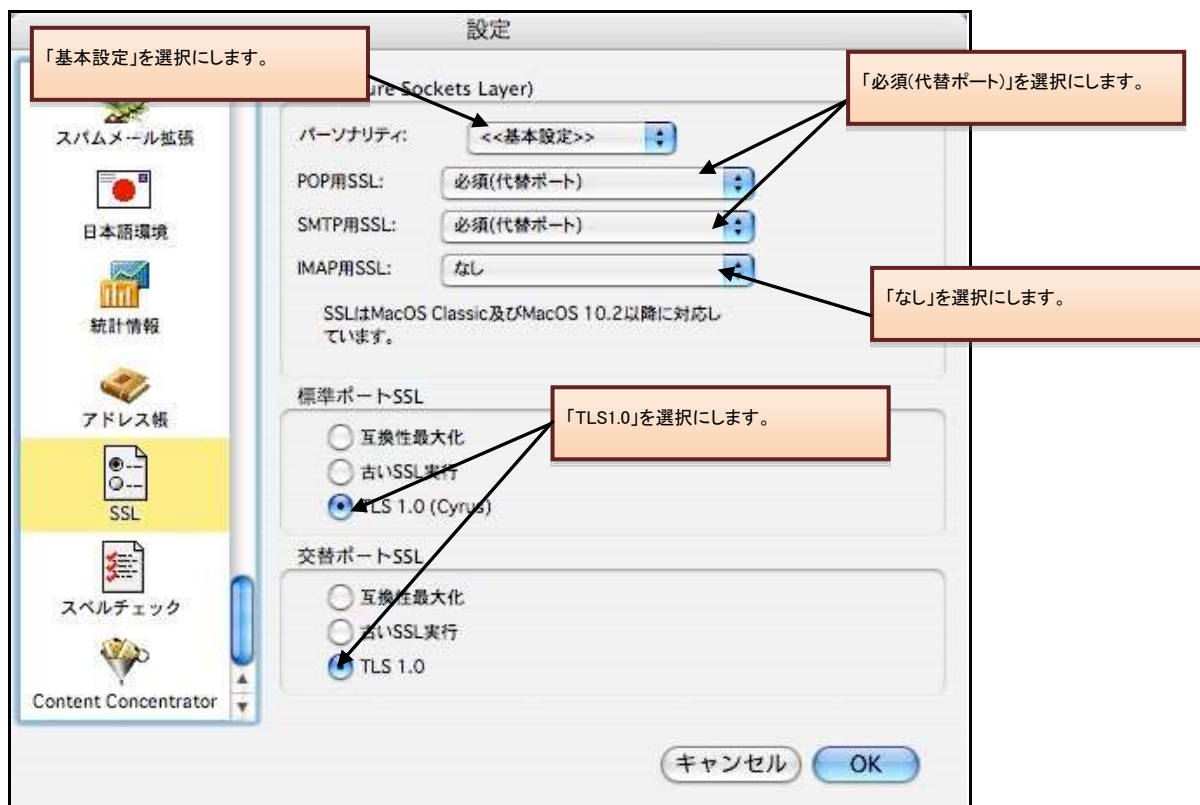 設定
「基本設定」を選択にします。
ure Sockets Layer)
「必須(代替ポート)」を選択にします。
スパムメール拡張
パーソナリティ:
<<基本設定>>
POP用SSL:
必須(代替ポート)
日本語環境
SMTP用SSL:
必須(代替ポート)
IMAP用SSL:
なし
「なし」を選択にします。
統計情報
SSLはMacOS Classic及びMacOS 10.2以降に対応し
ています。
アドレス帳
標準ポートSSL
「TLS1.0」を選択にします。
互換性最大化
古いSSL実行
TLS 1.0 (Cyrus)
SSL
交替ポートSSL
スペルチェック
互換性最大化
古いSSL実行
TLS 1.0
Content Concentrator
キャンセル
OK